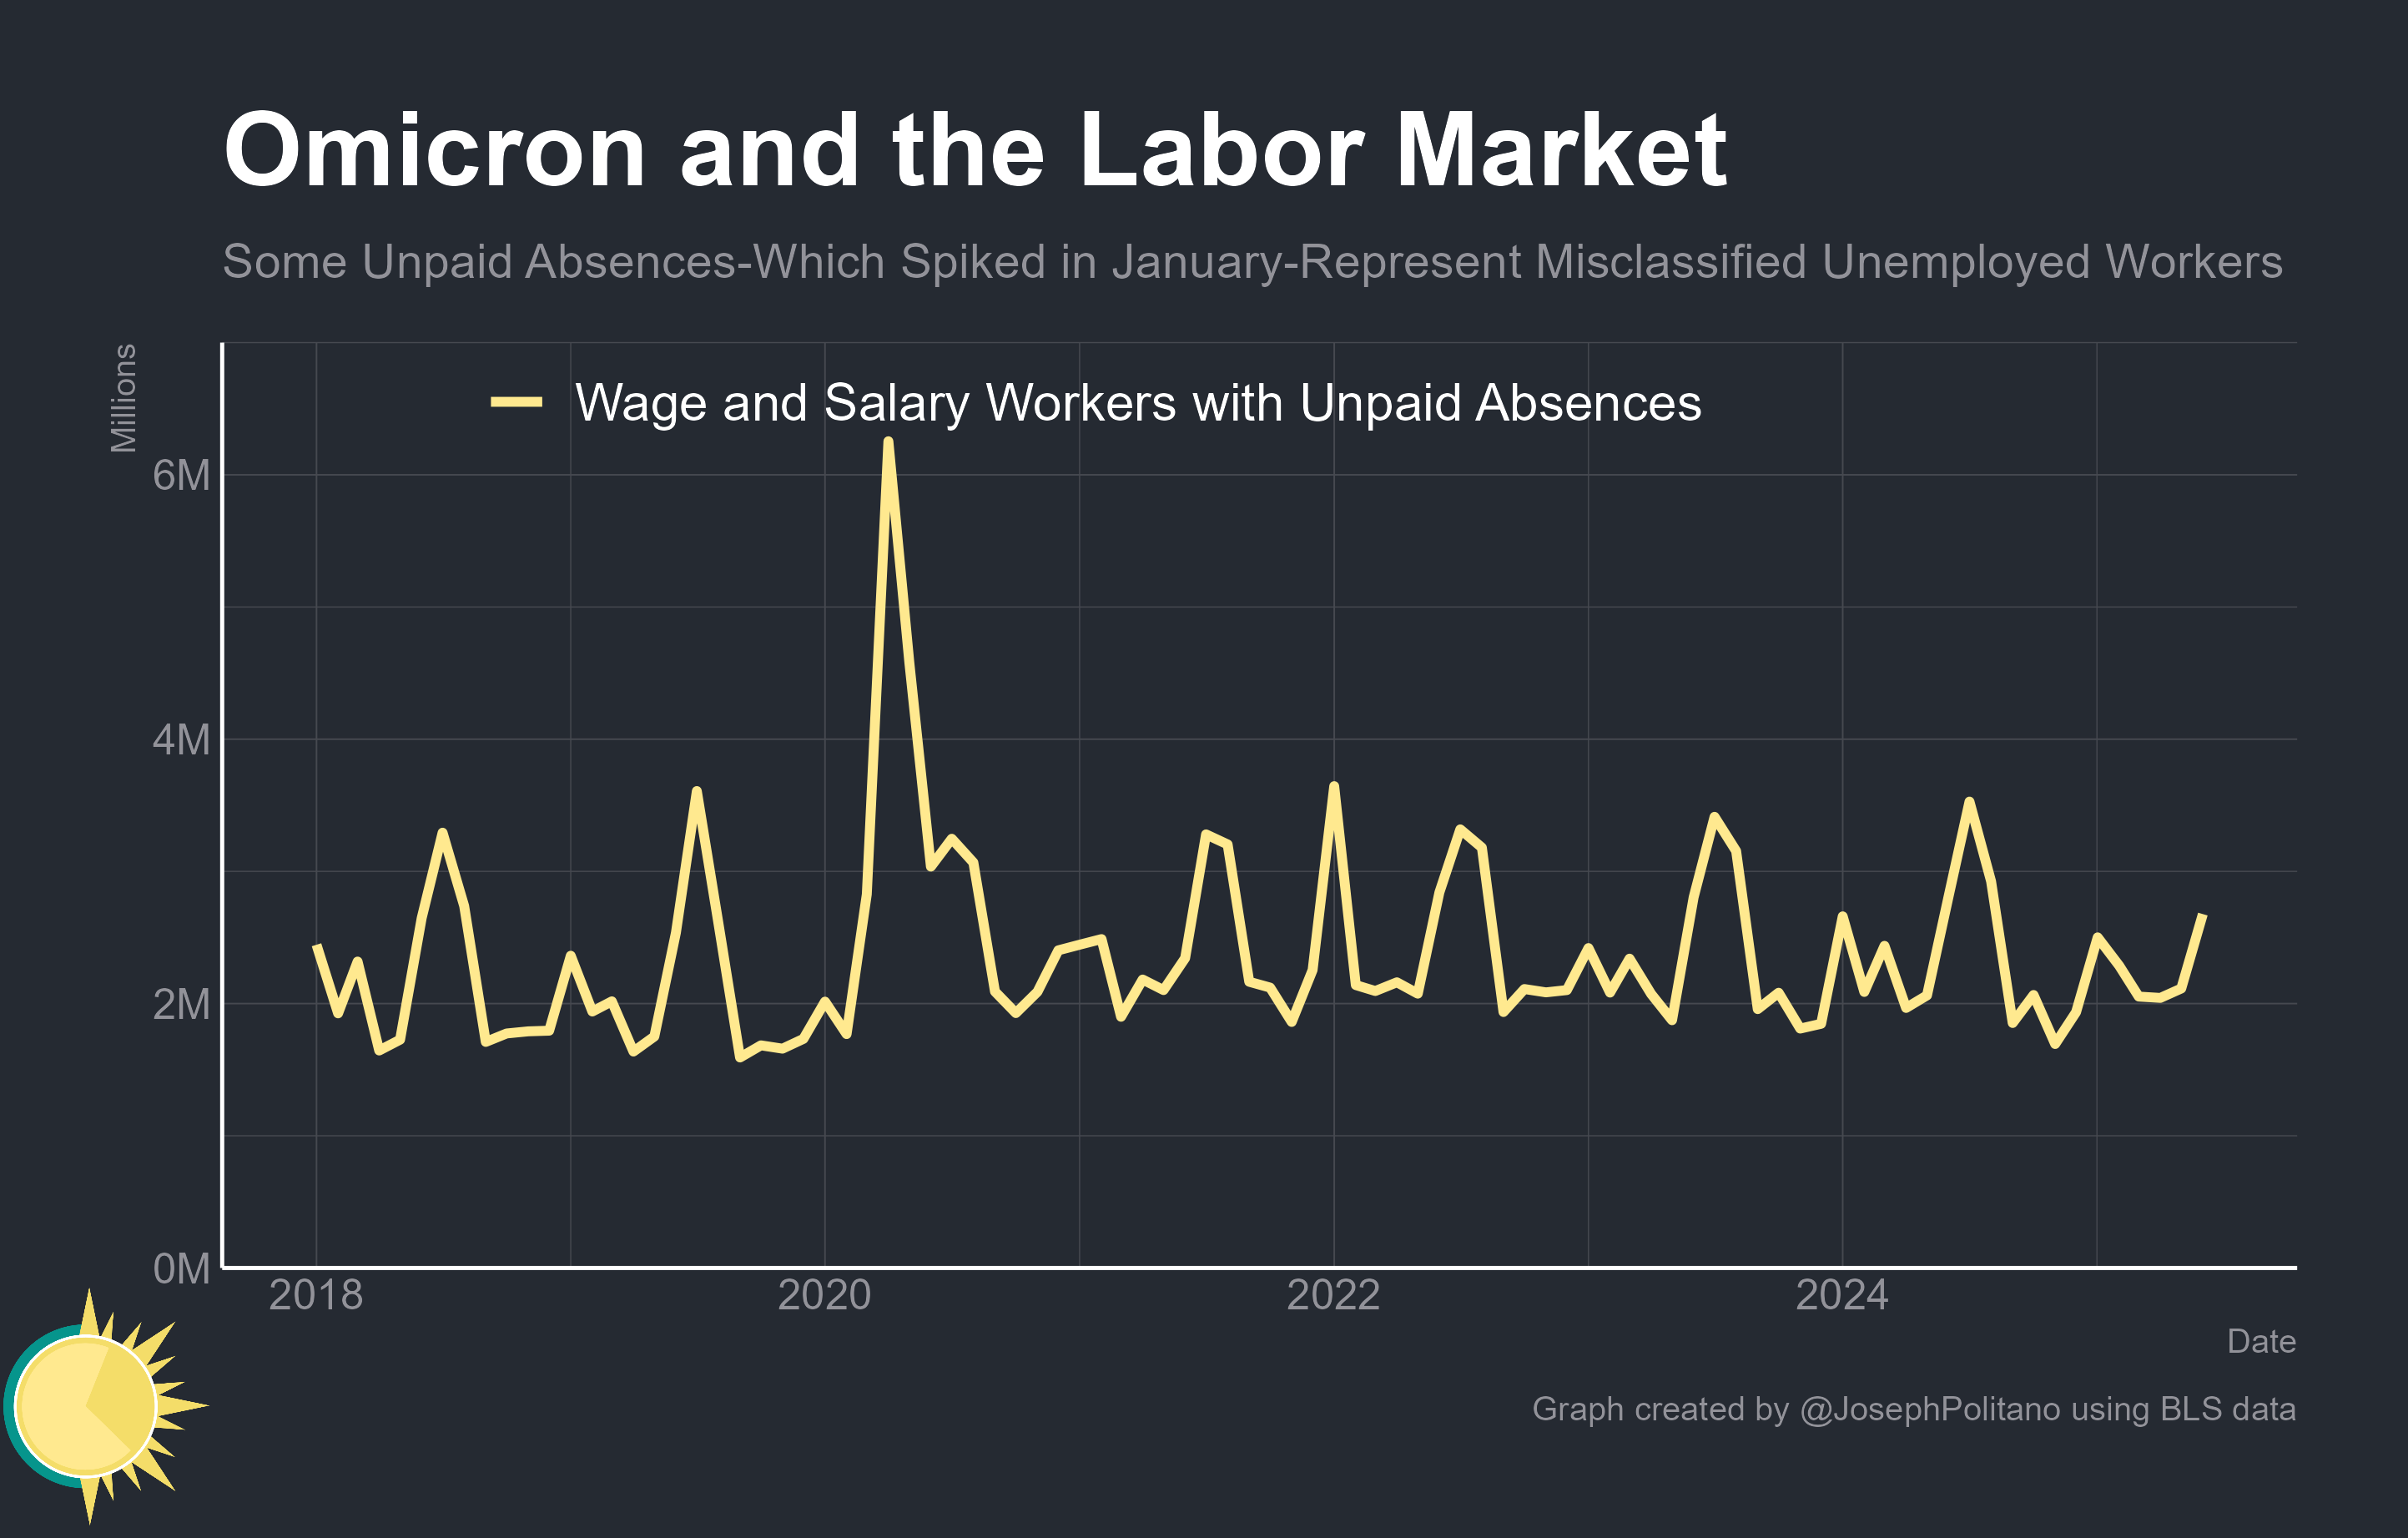 Omicron and the Labor Market
Some Unpaid Absences-Which Spiked in January-Represent Misclassified Unemployed Workers
Millions
Wage and Salary Workers with Unpaid Absences
6M
4M
2M
0M
2018
2020
2022
2024
Date
Graph created by @JosephPolitano using BLS data